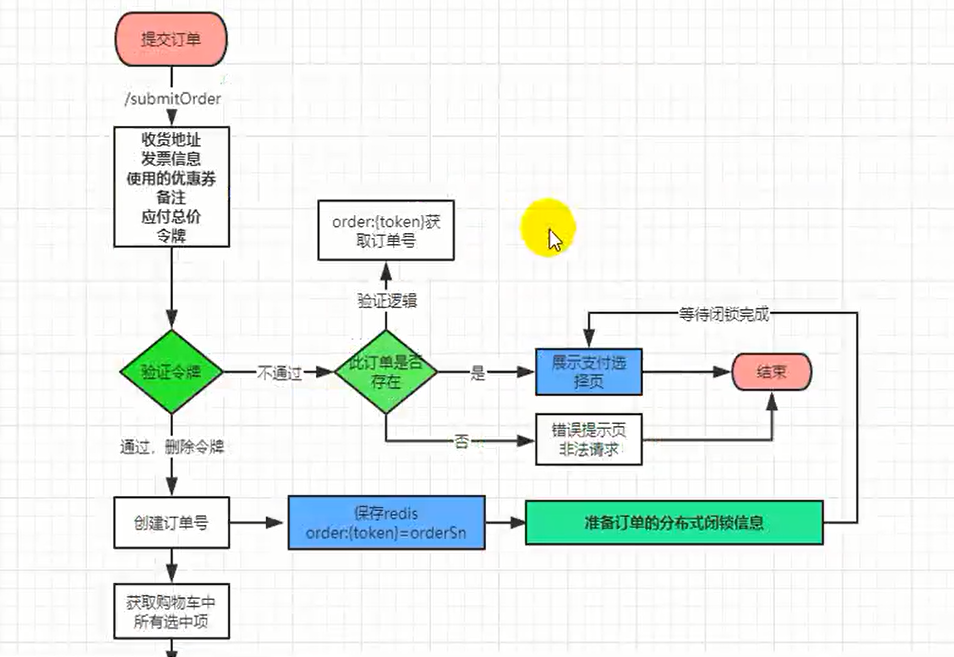 提交订单
/submitOrder
收货地址
发票信息
使用的优惠券
备注
应付总价
令牌
order:{token}获
取订单号
验证逻辑
等待闭锁完成
验证令牌
不通过
此订单是否
存在
是
展示支付选
择页
结束
否
错误提示页
非法请求
通过，删除令牌
创建订单号
保存redis
order:{token}=orderSn
准备订单的分布式闭锁信息
获取购物车中
所有选中项